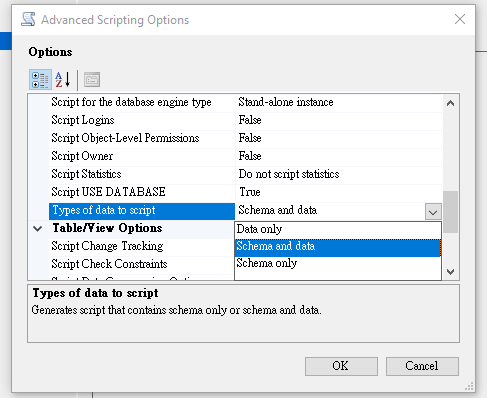 Advanced Scripting Options
Options
Script for the database engine type Stand-alone instance
Script Logins False
Script Object-Level Permissions False
Script Owner False
Script Statistics Do not script statistics
Script USE DATABASE True
Types of data to script Schema and data
Table/View Options Data only
Script Change Tracking Schema and data
Script Check Constraints Schema only
Types of data to script
Generates script that contains schema only or schema and data.
OK Cancel